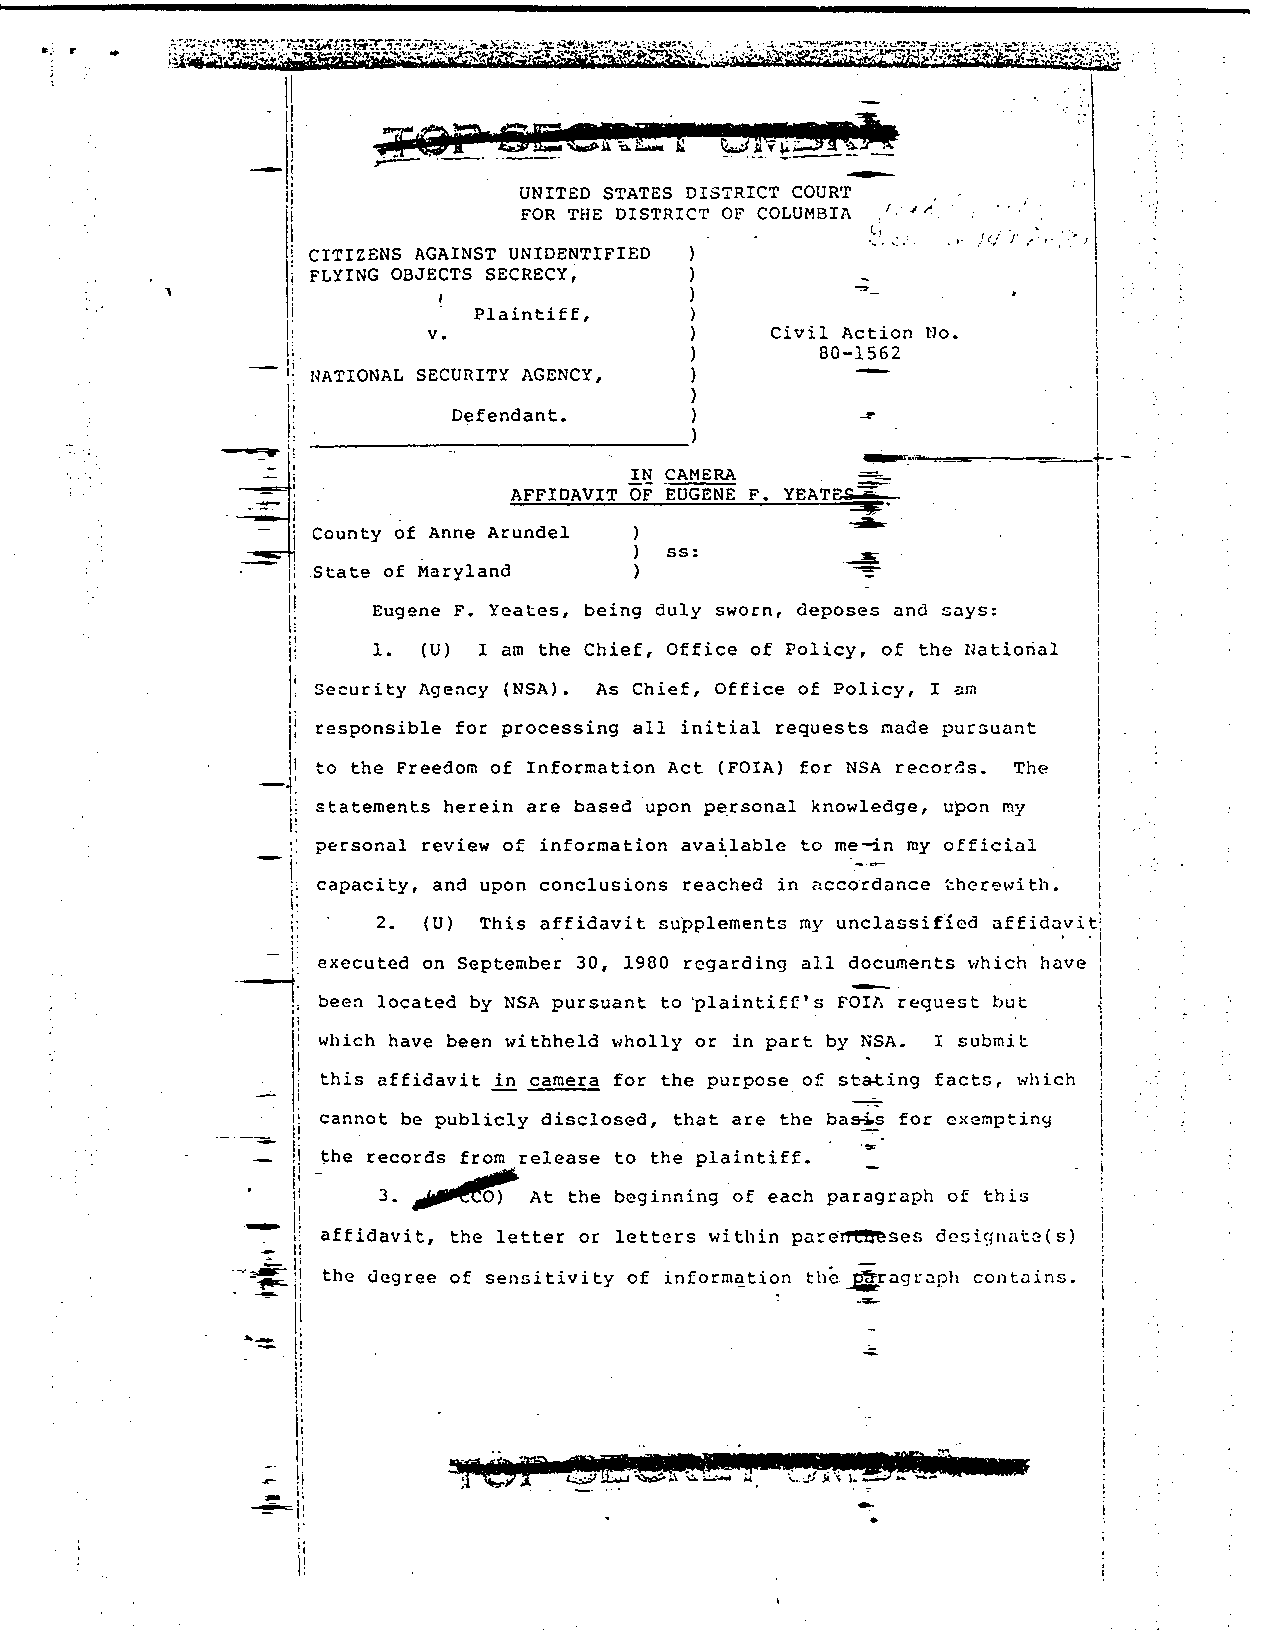 TOP SECRET UMBRA
UNITED STATES DISTRICT COURT
FOR THE DISTRICT OF COLUMBIA
CITIZENS AGAINST UNIDENTIFIED )
FLYING OBJECTS SECRECY, )
)
Plaintiff, )
v. ) Civil Action No.
) 80-1562
NATIONAL SECURITY AGENCY, )
)
Defendant. )
)
IN CAMERA
AFFIDAVIT OF EUGENE F. YEATES
County of Anne Arundel )
) ss:
State of Maryland )
Eugene F. Yeates, being duly sworn, deposes and says:
1. (U) I am the Chief, Office of Policy, of the National
Security Agency (NSA). As Chief, Office of Policy, I am
responsible for processing all initial requests made pursuant
to the Freedom of Information Act (FOIA) for NSA records. The
statements herein are based upon personal knowledge, upon my
personal review of information available to me in my official
capacity, and upon conclusions reached in accordance therewith.
2. (U) This affidavit supplements my unclassified affidavit
executed on September 30, 1980 regarding all documents which have
been located by NSA pursuant to plaintiff's FOIA request but
which have been withheld wholly or in part by NSA. I submit
this affidavit in camera for the purpose of stating facts, which
cannot be publicly disclosed, that are the basis for exempting
the records from release to the plaintiff.
3. CCO) At the beginning of each paragraph of this
affidavit, the letter or letters within parentheses designate(s)
the degree of sensitivity of information the paragraph contains.
TOP SECRET UMBRA